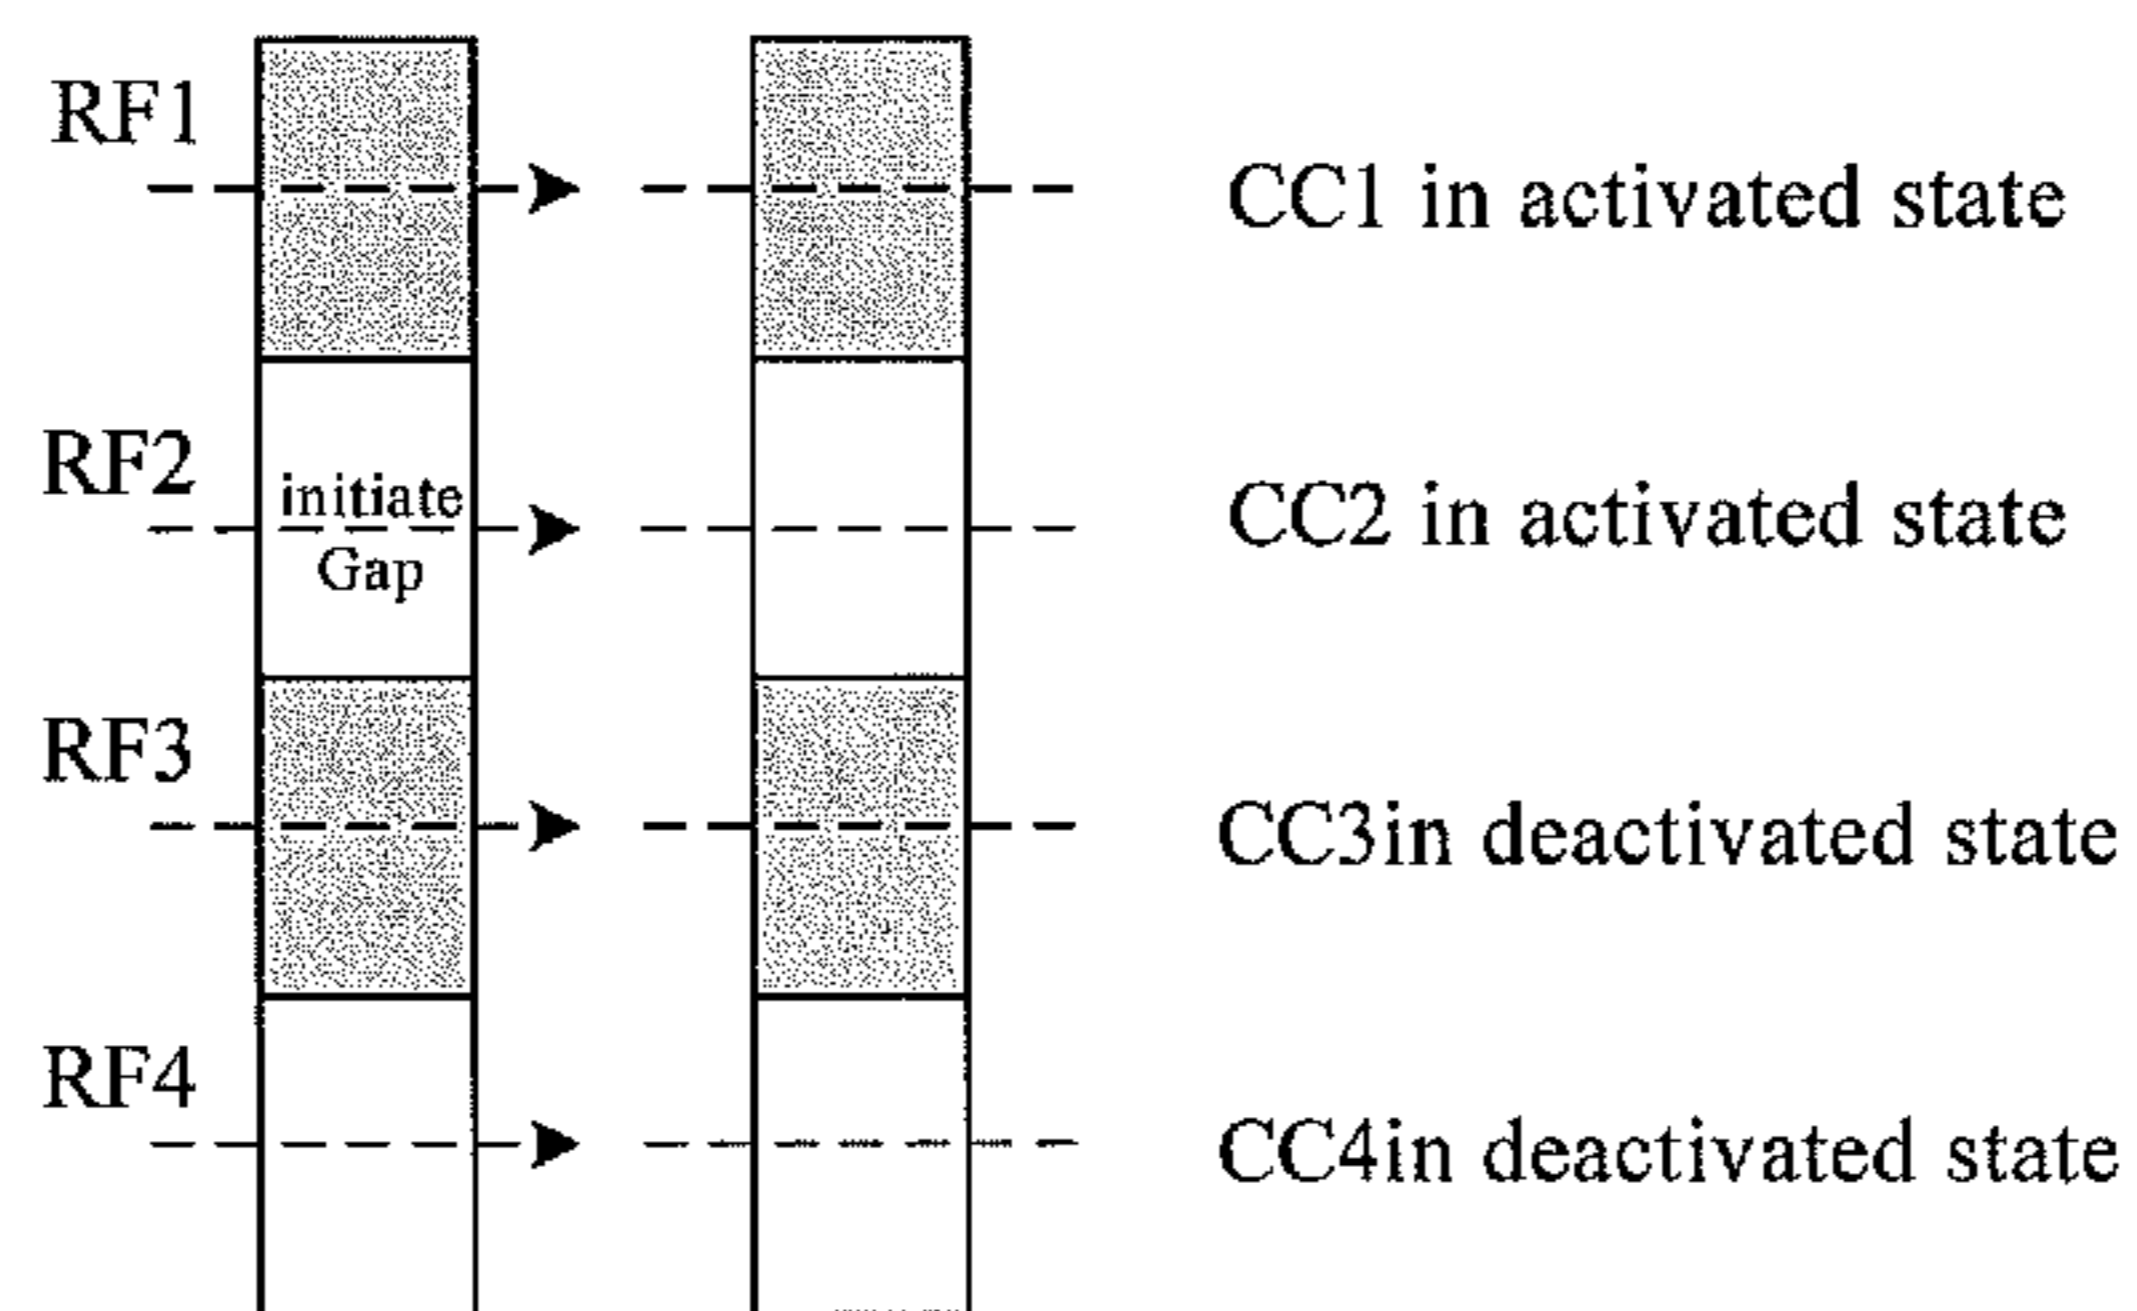 RF1
CC1 in activated state
RF2
initiate
Gap
CC2 in activated state
RF3
CC3in deactivated state
RF4
CC4in deactivated state